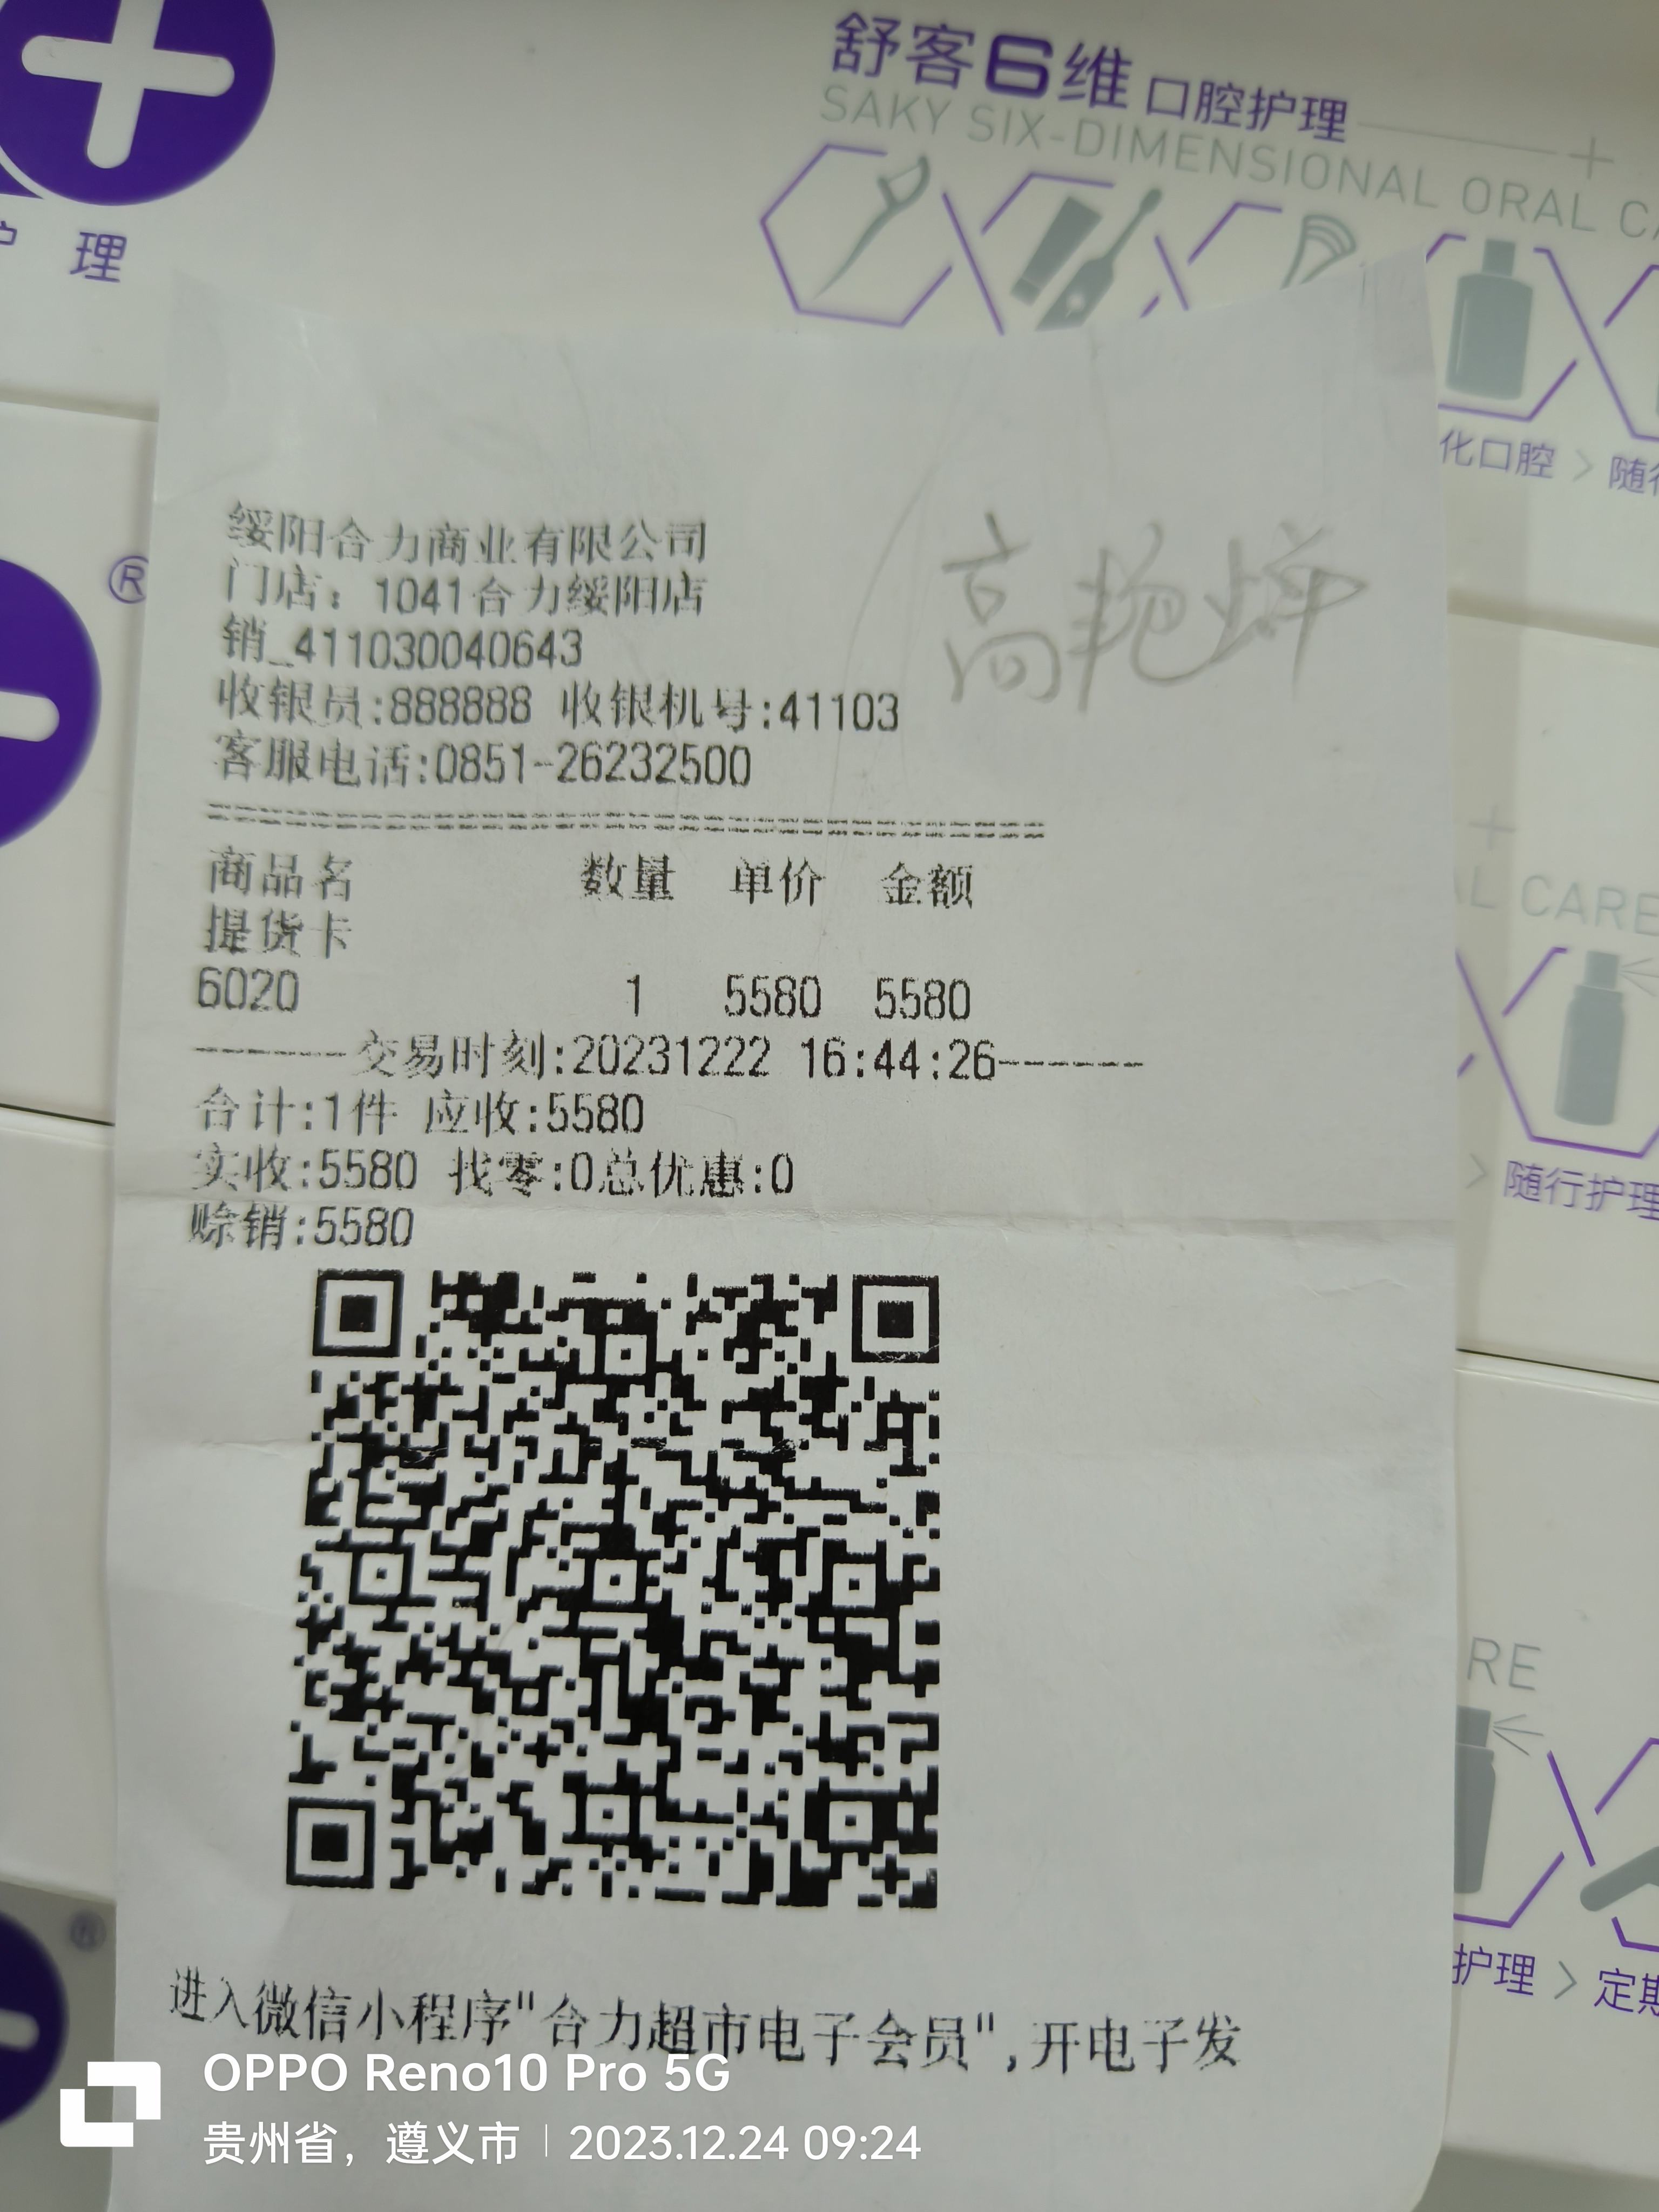 舒客6维 口腔护理
SAKY SIX-DIMENSIONAL ORAL
理
化口腔 > 随
®
绥阳合力商业有限公司
门店：1041合力绥阳店
销_411030040643
收银员:888888 收银机号:41103
客服电话:0851-26232500
高艳
商品名 数量 单价 金额
提货卡
6020 1 5580 5580
------交易时刻:20231222 16:44:26------
合计:1件 应收:5580
实收:5580 找零:0总优惠:0
赊销:5580
AL CARE
> 随行护理
RE
护理 > 定期
®
进入微信小程序"合力超市电子会员",开电子发
OPPO Reno10 Pro 5G
贵州省，遵义市 | 2023.12.24 09:24